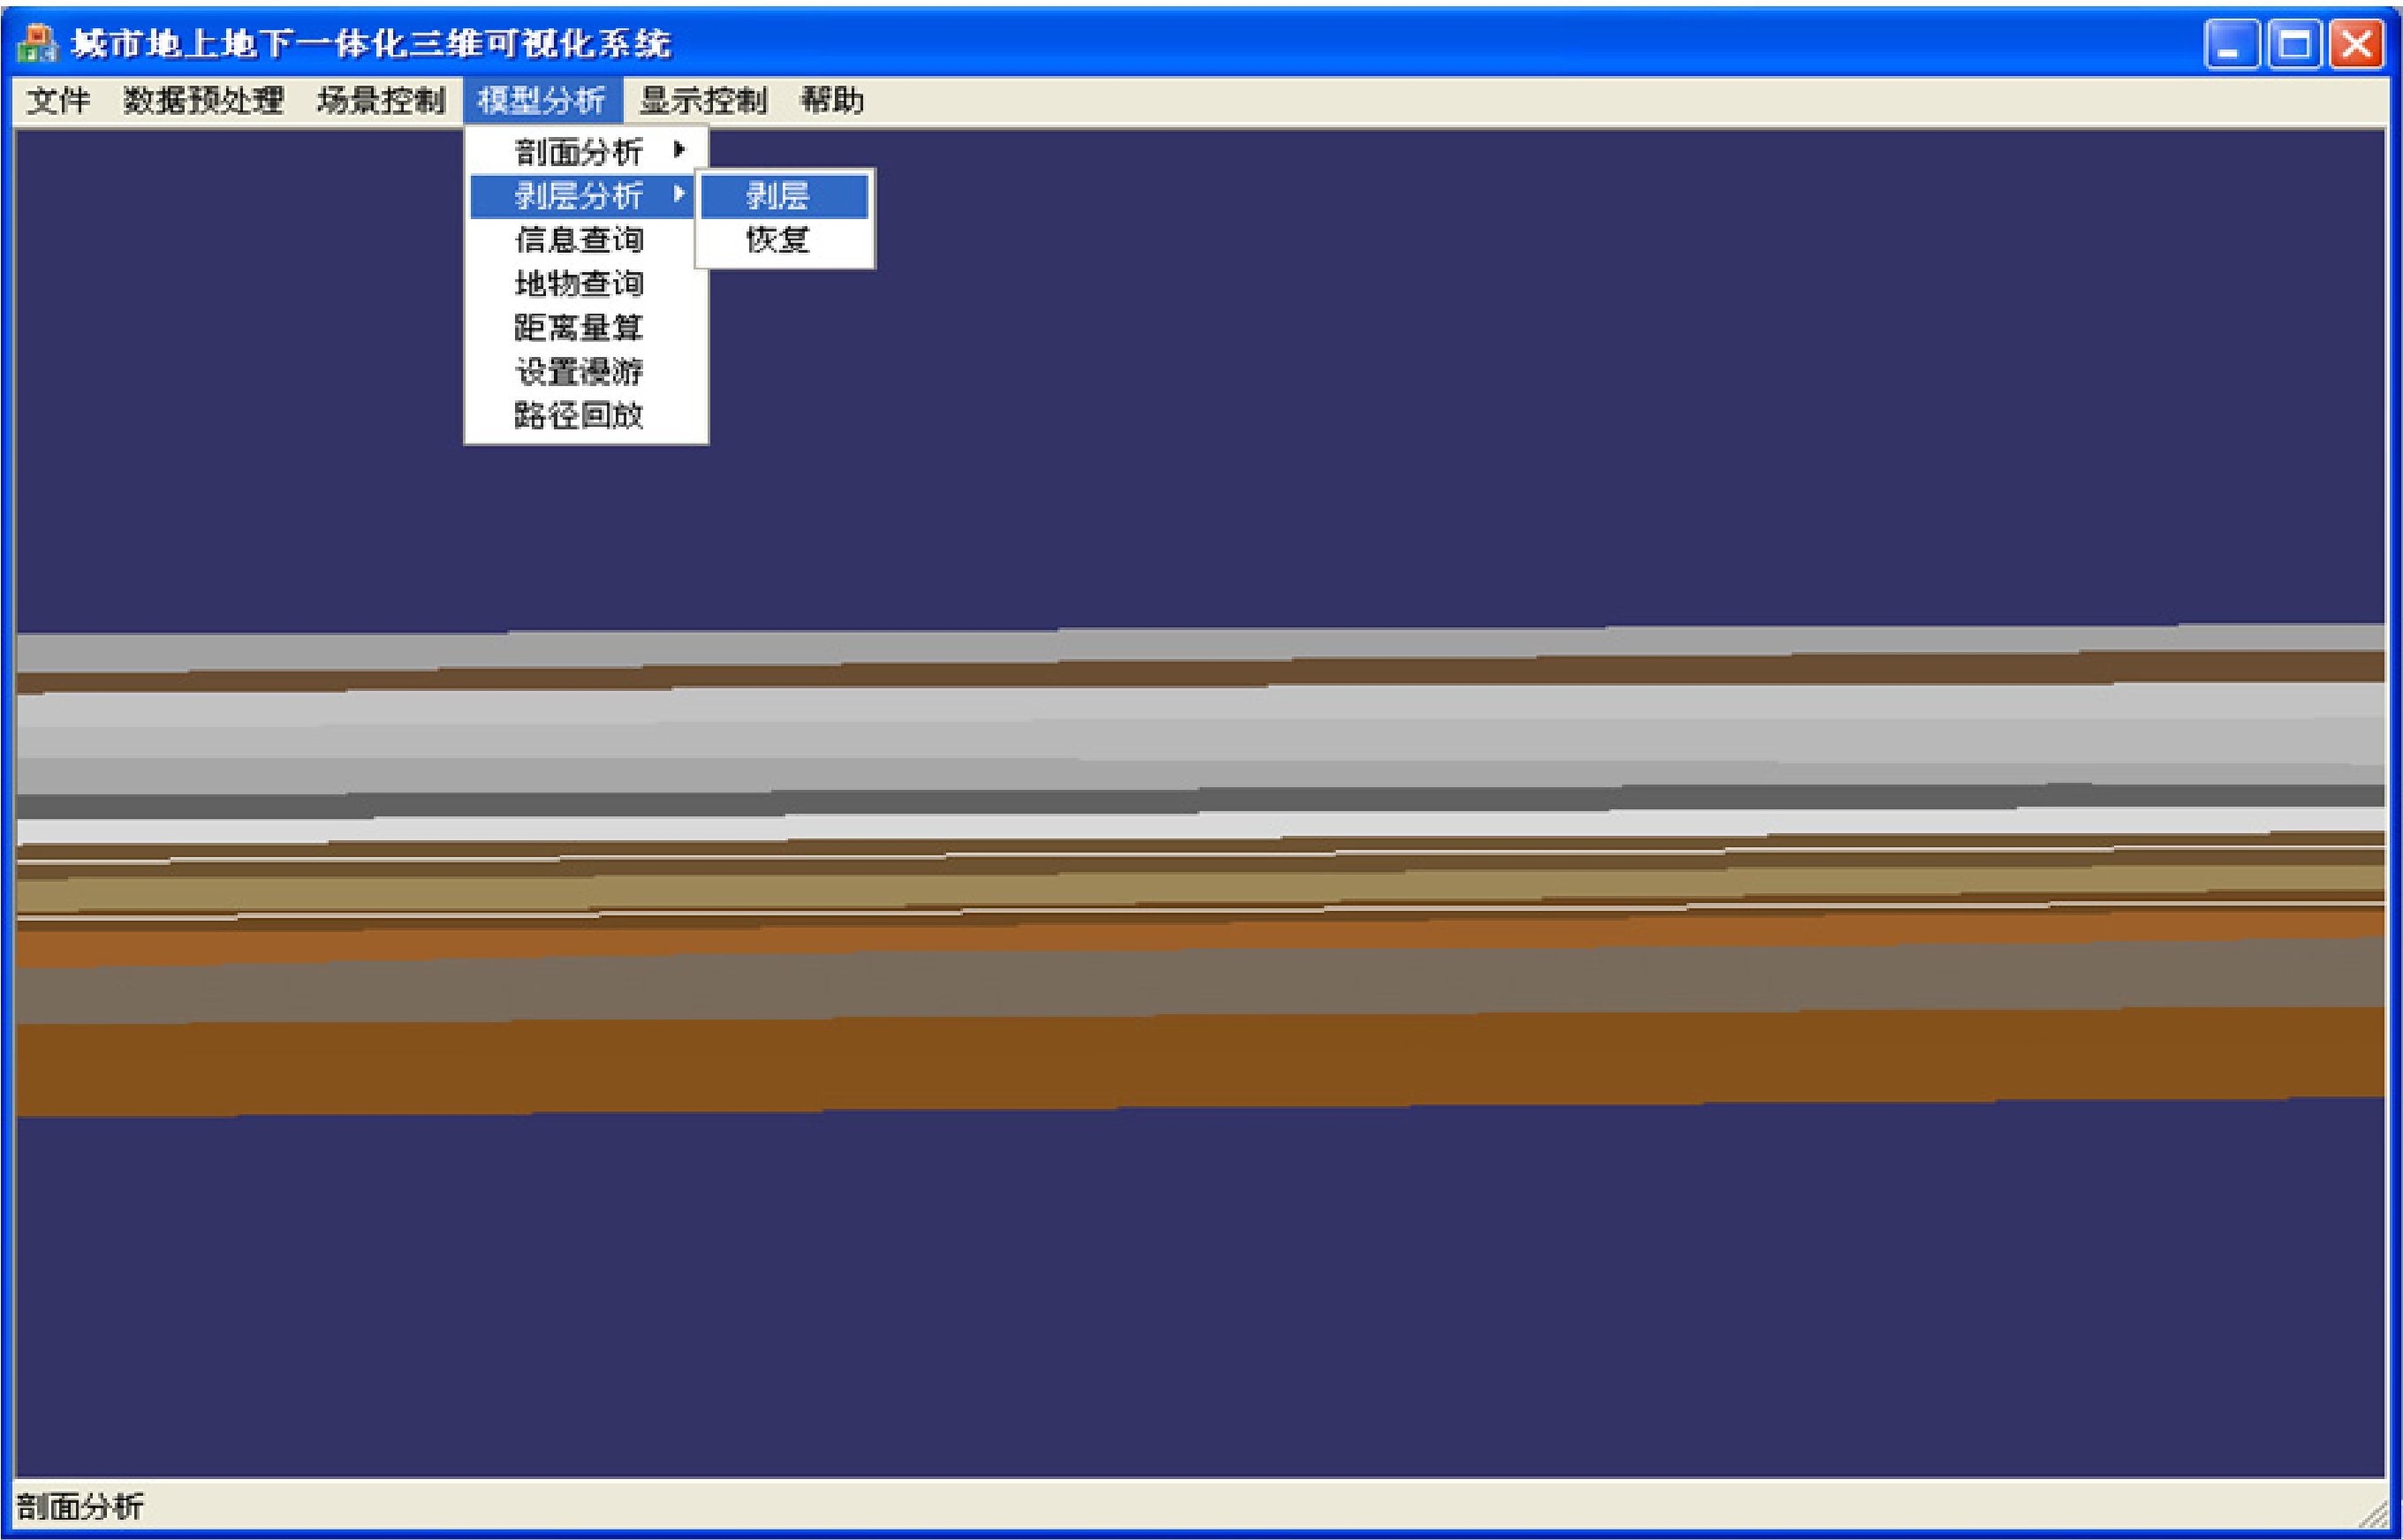 城市地上地下一体化三维可视化系统
文件 数据预处理 场景控制 模型分析 显示控制 帮助
剖面分析
剥层分析 剥层
信息查询 恢复
地物查询
距离量算
设置漫游
路径回放
剖面分析